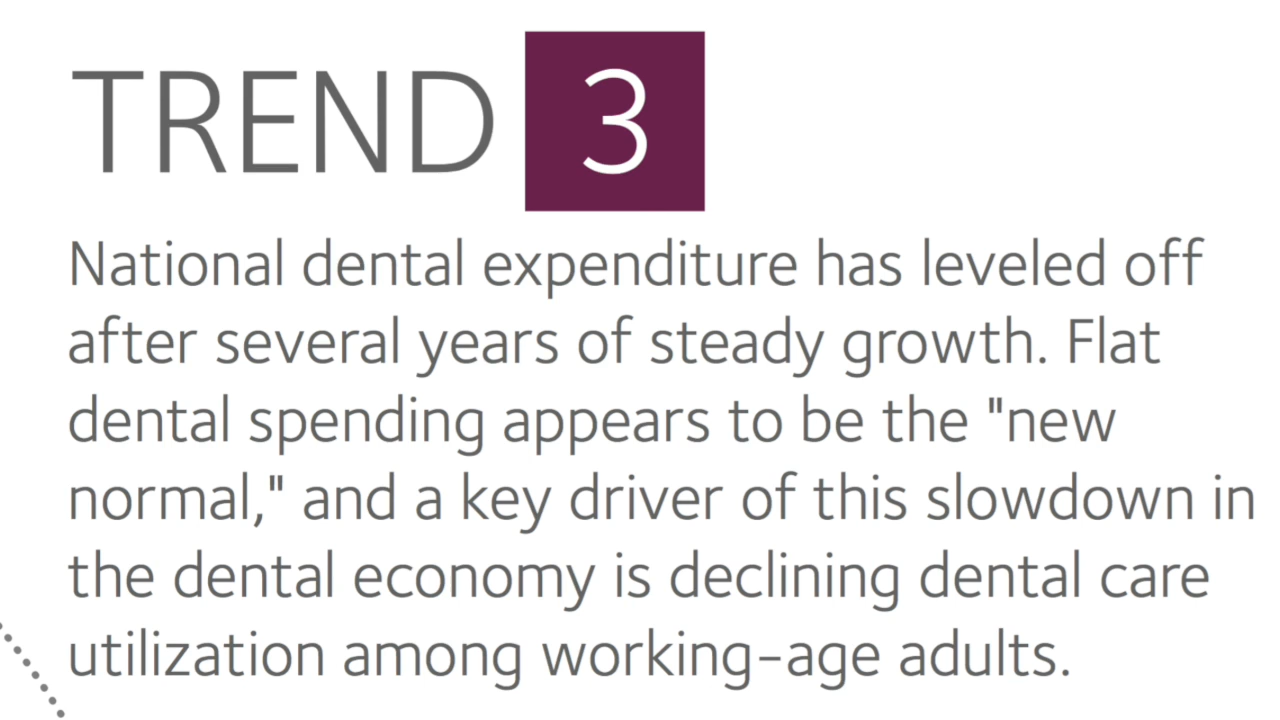 TREND 3
National dental expenditure has leveled off
after several years of steady growth. Flat
dental spending appears to be the "new
normal," and a key driver of this slowdown in
the dental economy is declining dental care
utilization among working-age adults.